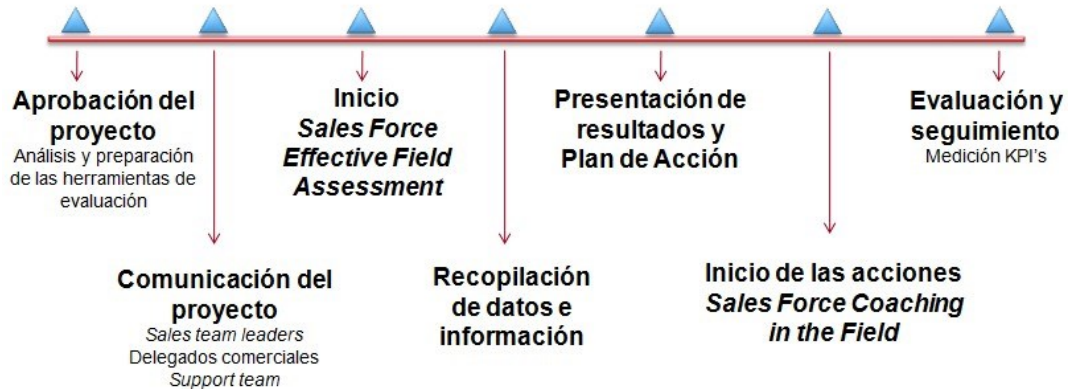 Aprobación del
proyecto
Análisis y preparación
de las herramientas de
evaluación
Comunicación del
proyecto
Sales team leaders
Delegados comerciales
Support team
Inicio
Sales Force
Effective Field
Assessment
Recopilación
de datos e
información
Presentación de
resultados y
Plan de Acción
Inicio de las acciones
Sales Force Coaching
in the Field
Evaluación y
seguimiento
Medición KPI's